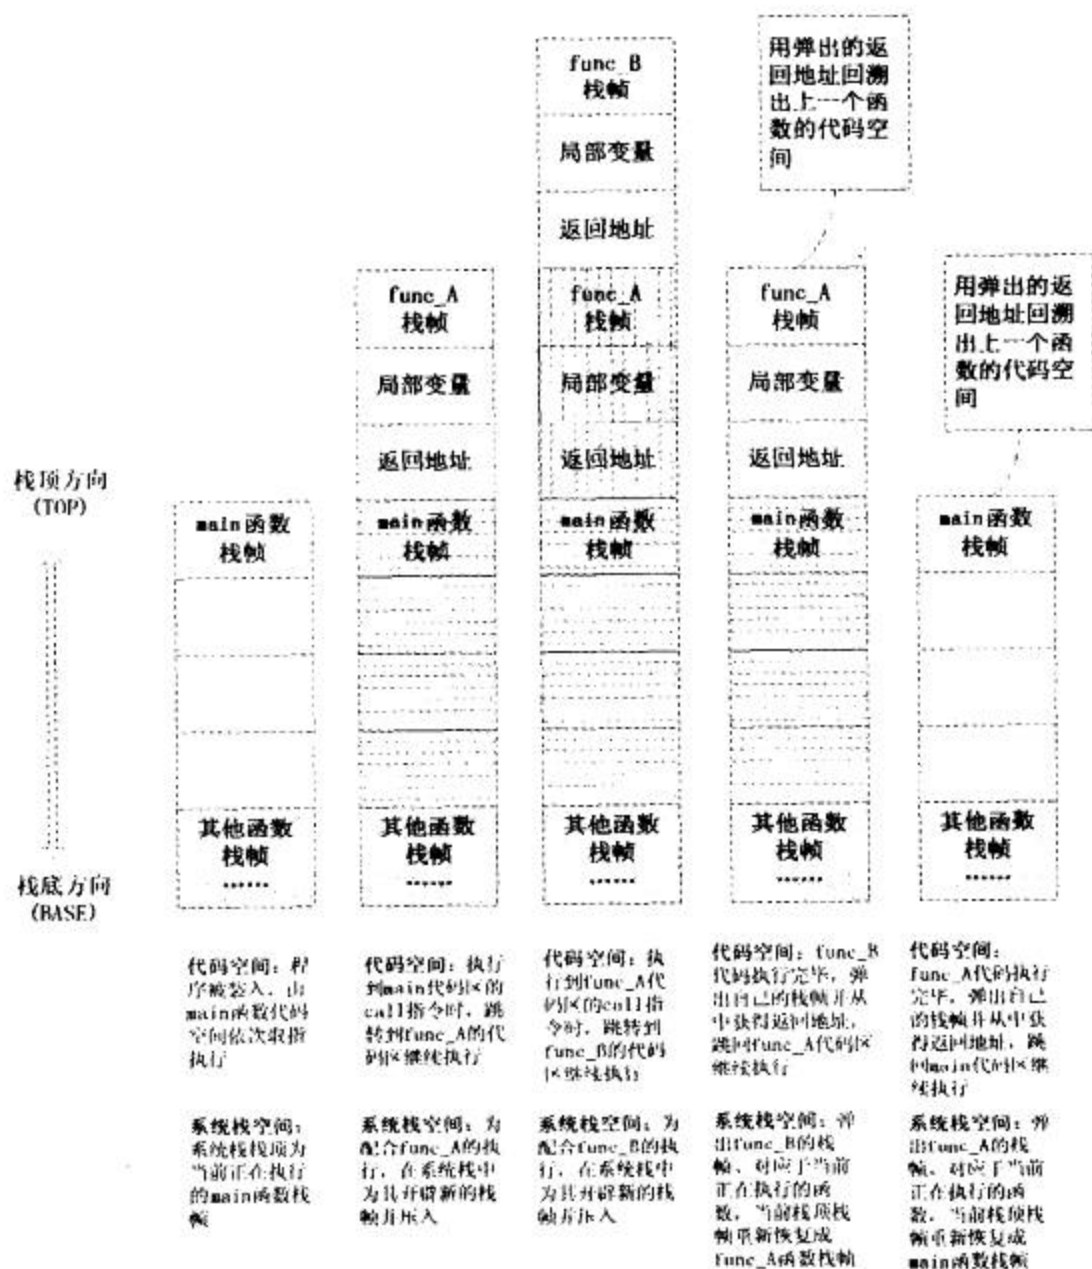 func_B
栈帧
局部变量
返回地址
func_A
栈帧
局部变量
返回地址
main函数
栈帧
其他函数
栈帧
……
用弹出的返
回地址回溯
出上一个函
数的代码空
间
func_A
栈帧
局部变量
返回地址
main函数
栈帧
其他函数
栈帧
……
func_A
栈帧
局部变量
返回地址
main函数
栈帧
其他函数
栈帧
……
用弹出的返
回地址回溯
出上一个函
数的代码空
间
main函数
栈帧
其他函数
栈帧
……
栈顶方向
(TOP)
main函数
栈帧
其他函数
栈帧
……
栈底方向
(BASE)
代码空间：程
序被装入，由
main函数代码
空间依次取指
执行
代码空间：执行
到main代码区的
call指令时，跳
转到func_A的代
码区继续执行
代码空间：执
行到func_A代
码区的call指
令时，跳转到
func_B的代码
区继续执行
代码空间：func_B
代码执行完毕，弹
出自己的栈帧并从
中获得返回地址，
跳回func_A代码区
继续执行
代码空间：
func_A代码执行
完毕，弹出自己
的栈帧并从中获
得返回地址，跳
回main代码区继
续执行
系统栈空间：
系统栈栈顶为
当前正在执行
的main函数栈
帧
系统栈空间：为
配合func_A的执
行，在系统栈中
为其开辟新的栈
帧并压入
系统栈空间：为
配合func_B的执
行，在系统栈中
为其开辟新的栈
帧并压入
系统栈空间：弹
出func_B的栈
帧，对应于当前
正在执行的函
数，当前栈顶栈
帧重新恢复成
func_A函数栈帧
系统栈空间：弹
出func_A的栈
帧，对应于当前
正在执行的函
数，当前栈顶栈
帧重新恢复成
main函数栈帧